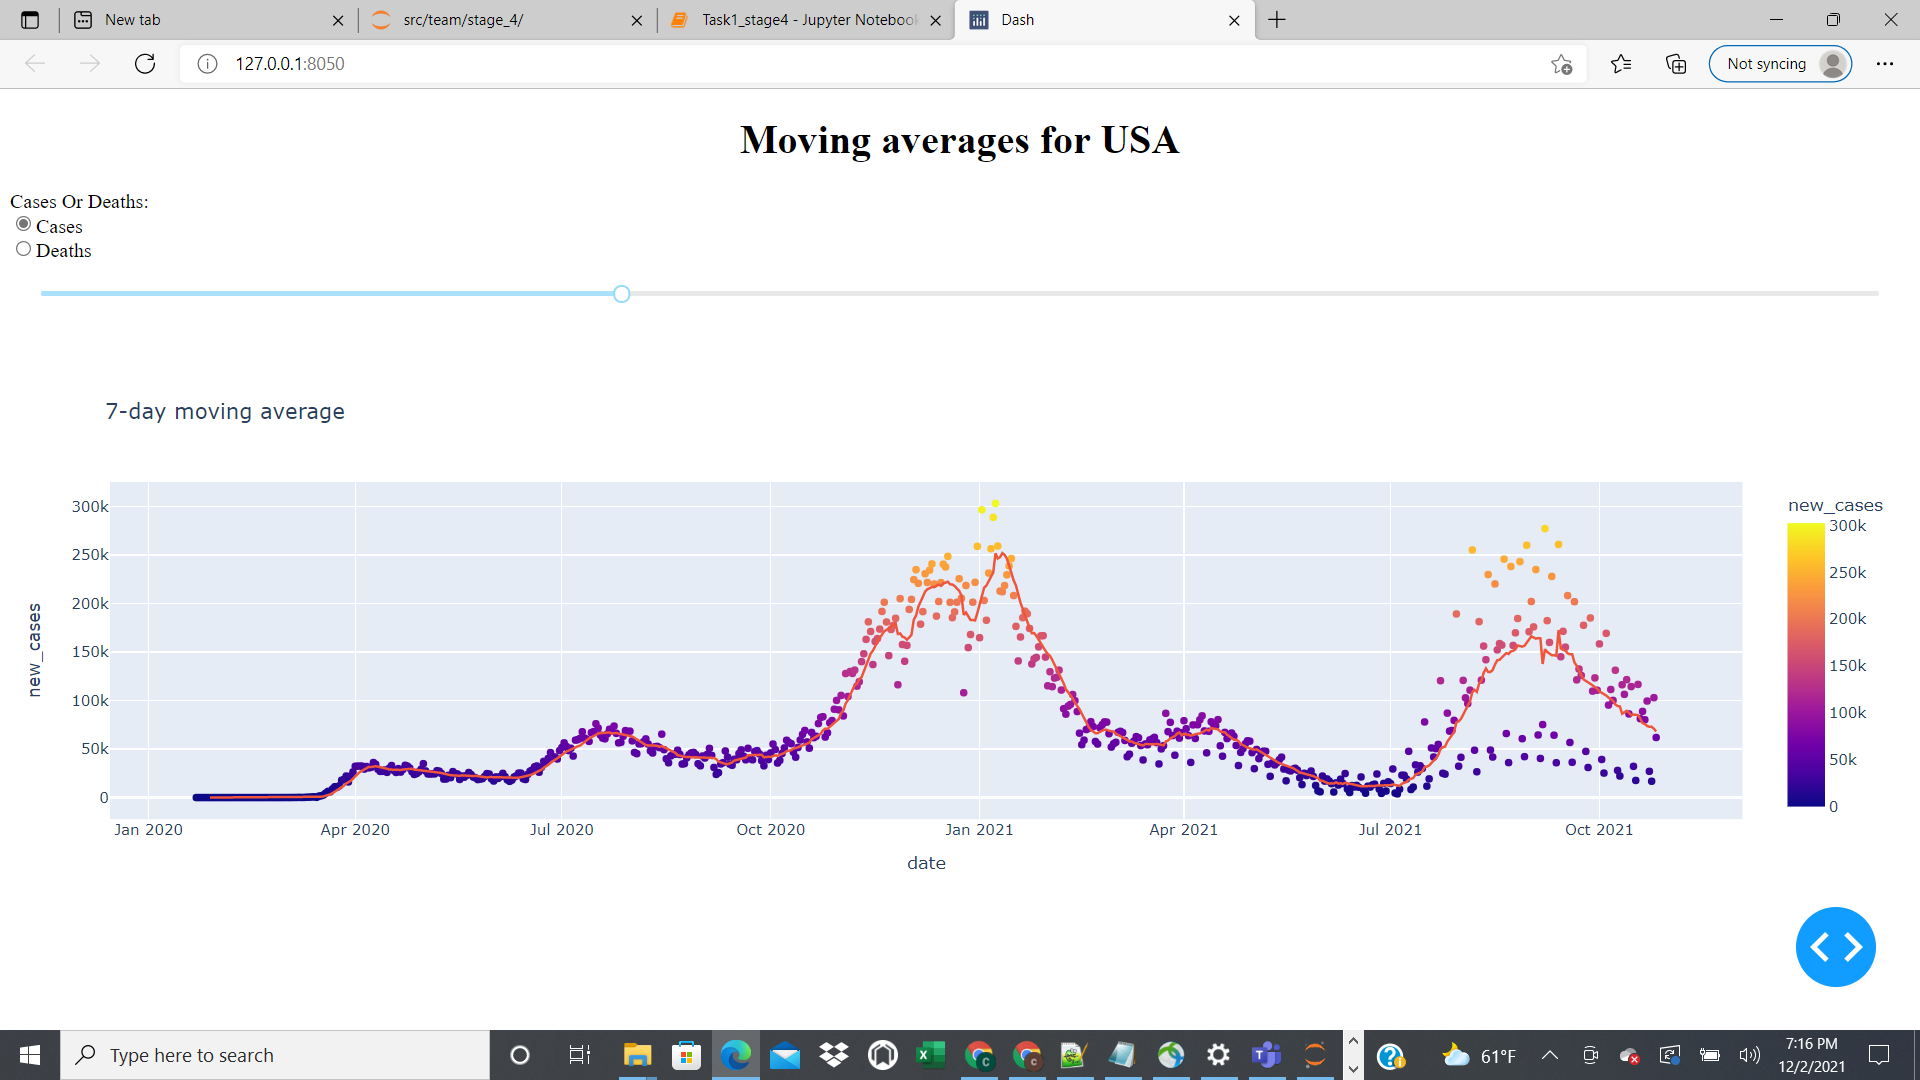 New tab
src/team/stage_4/
Task1_stage4 - Jupyter Notebook
Dash
127.0.0.1:8050
Not syncing
Moving averages for USA
Cases Or Deaths:
Cases
Deaths
7-day moving average
new_cases
300k
250k
200k
150k
100k
50k
0
Jan 2020
Apr 2020
Jul 2020
Oct 2020
Jan 2021
Apr 2021
Jul 2021
Oct 2021
date
new_cases
300k
250k
200k
150k
100k
50k
0
Type here to search
61°F
7:16 PM
12/2/2021